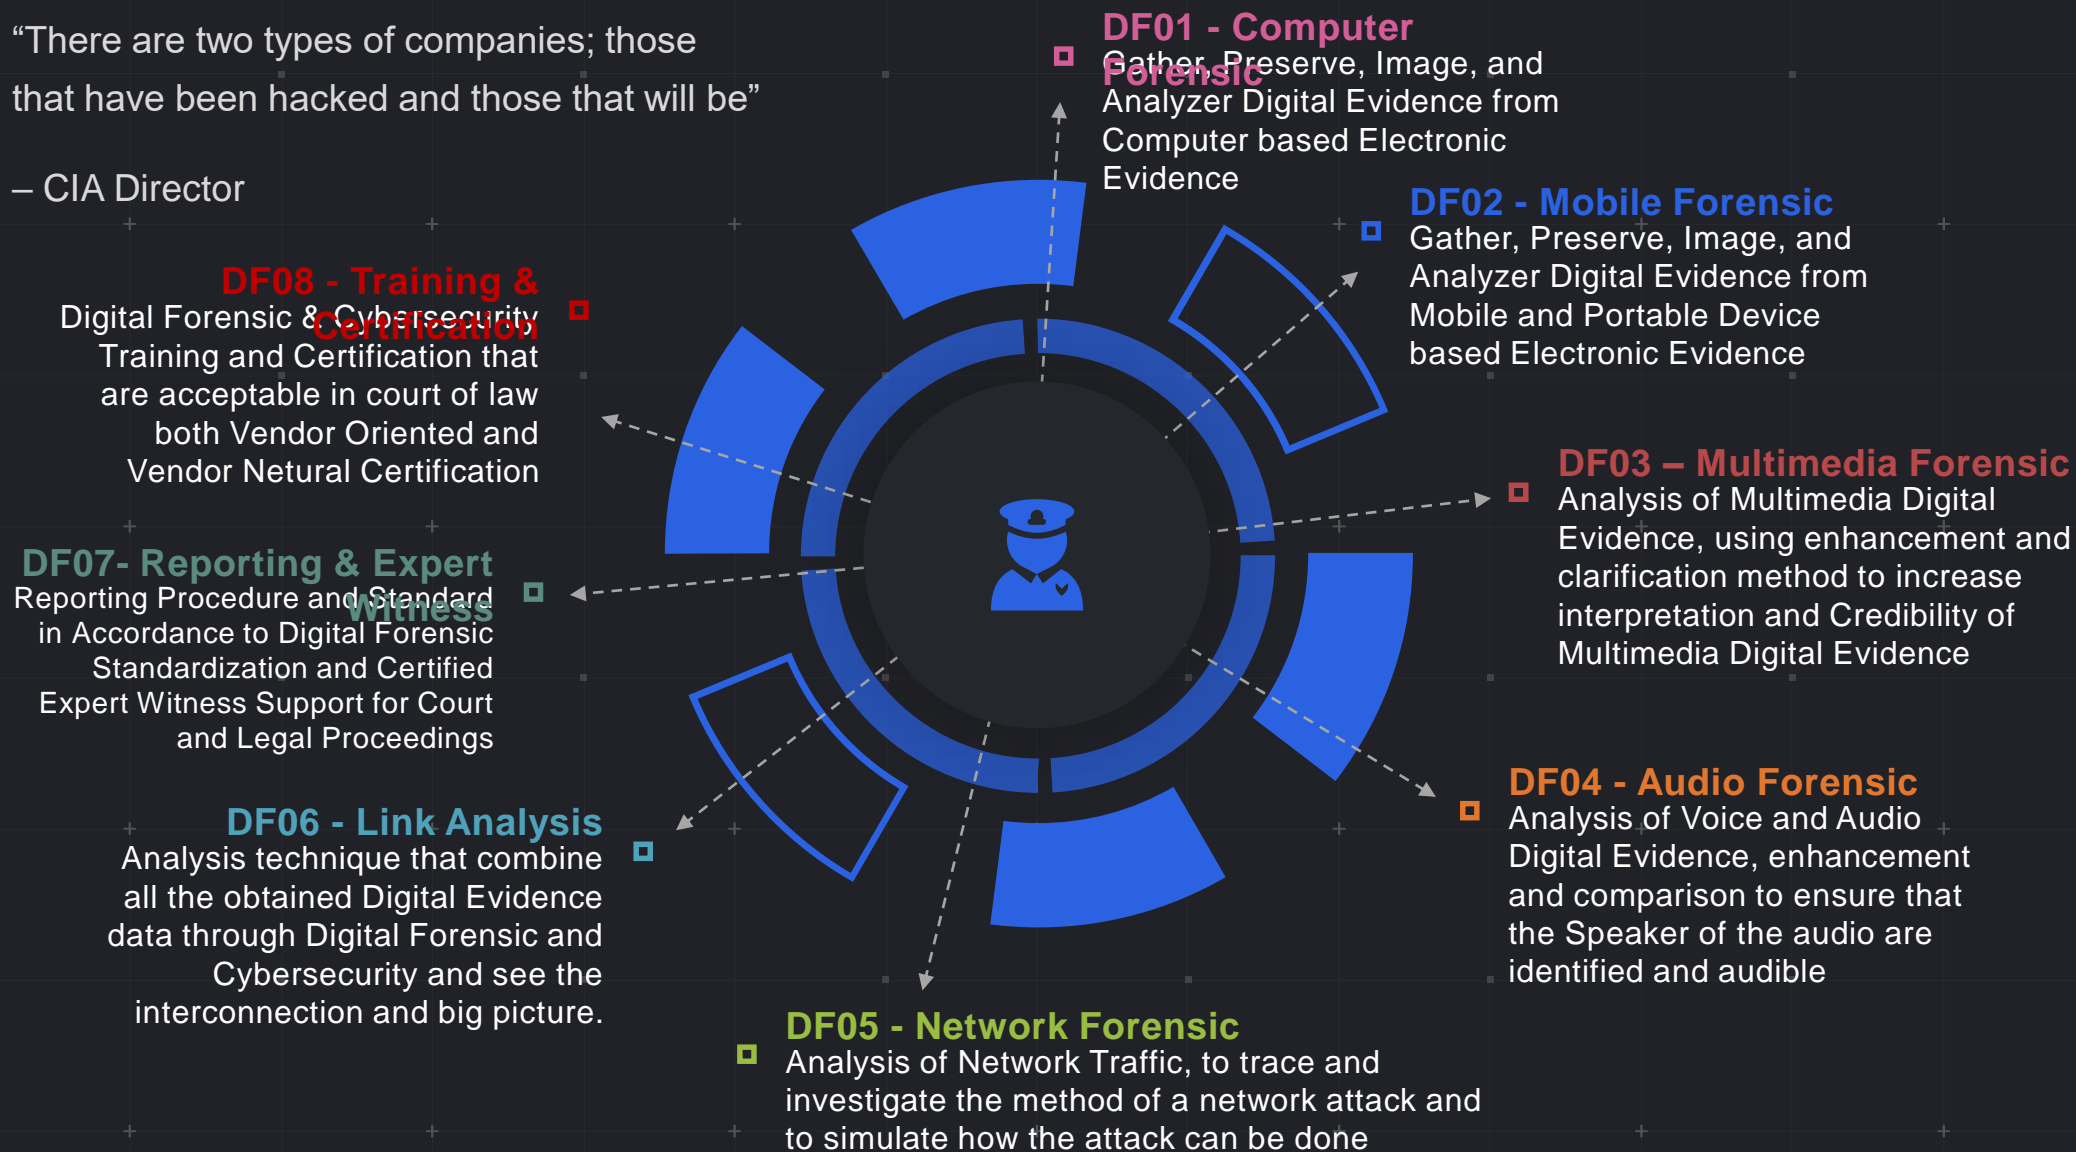 “There are two types of companies; those
that have been hacked and those that will be”
– CIA Director
DF01 - Computer
Forensic
Gather, Preserve, Image, and
Analyzer Digital Evidence from
Computer based Electronic
Evidence
DF02 - Mobile Forensic
Gather, Preserve, Image, and
Analyzer Digital Evidence from
Mobile and Portable Device
based Electronic Evidence
DF03 – Multimedia Forensic
Analysis of Multimedia Digital
Evidence, using enhancement and
clarification method to increase
interpretation and Credibility of
Multimedia Digital Evidence
DF04 - Audio Forensic
Analysis of Voice and Audio
Digital Evidence, enhancement
and comparison to ensure that
the Speaker of the audio are
identified and audible
DF05 - Network Forensic
Analysis of Network Traffic, to trace and
investigate the method of a network attack and
to simulate how the attack can be done
DF06 - Link Analysis
Analysis technique that combine
all the obtained Digital Evidence
data through Digital Forensic and
Cybersecurity and see the
interconnection and big picture.
DF07- Reporting & Expert
Witness
Reporting Procedure and Standard
in Accordance to Digital Forensic
Standardization and Certified
Expert Witness Support for Court
and Legal Proceedings
DF08 - Training &
Certification
Digital Forensic & Cybersecurity
Training and Certification that
are acceptable in court of law
both Vendor Oriented and
Vendor Netural Certification